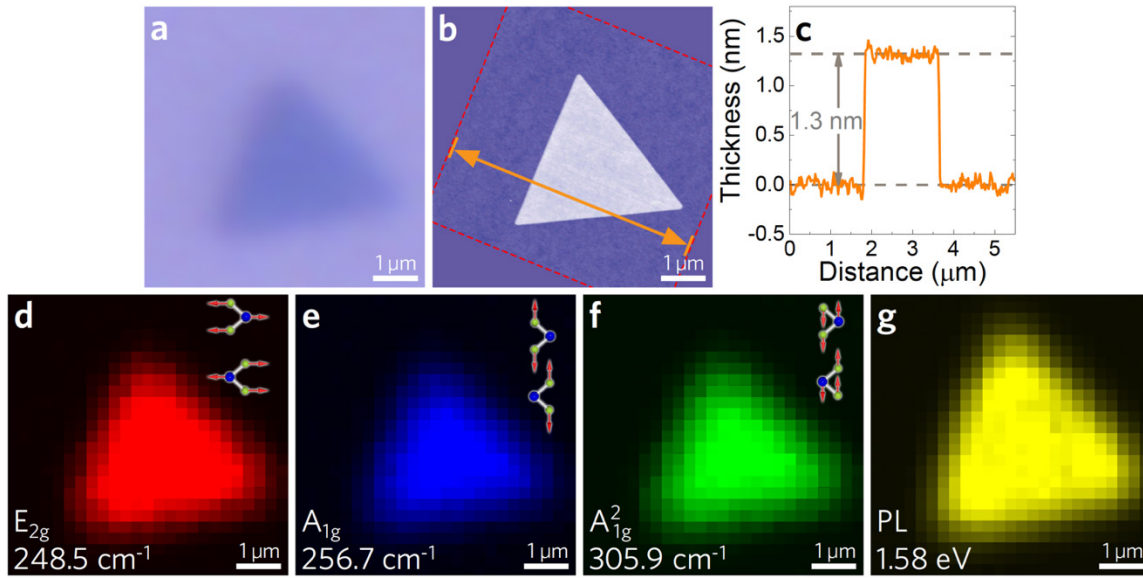 a
1 μm
b
1 μm
c
Thickness (nm)
1.5
1.0
0.5
0.0
-0.5
1.3 nm
0 1 2 3 4 5
Distance (μm)
d
E2g
248.5 cm⁻¹
1 μm
e
A1g
256.7 cm⁻¹
1 μm
f
A²1g
305.9 cm⁻¹
1 μm
g
PL
1.58 eV
1 μm